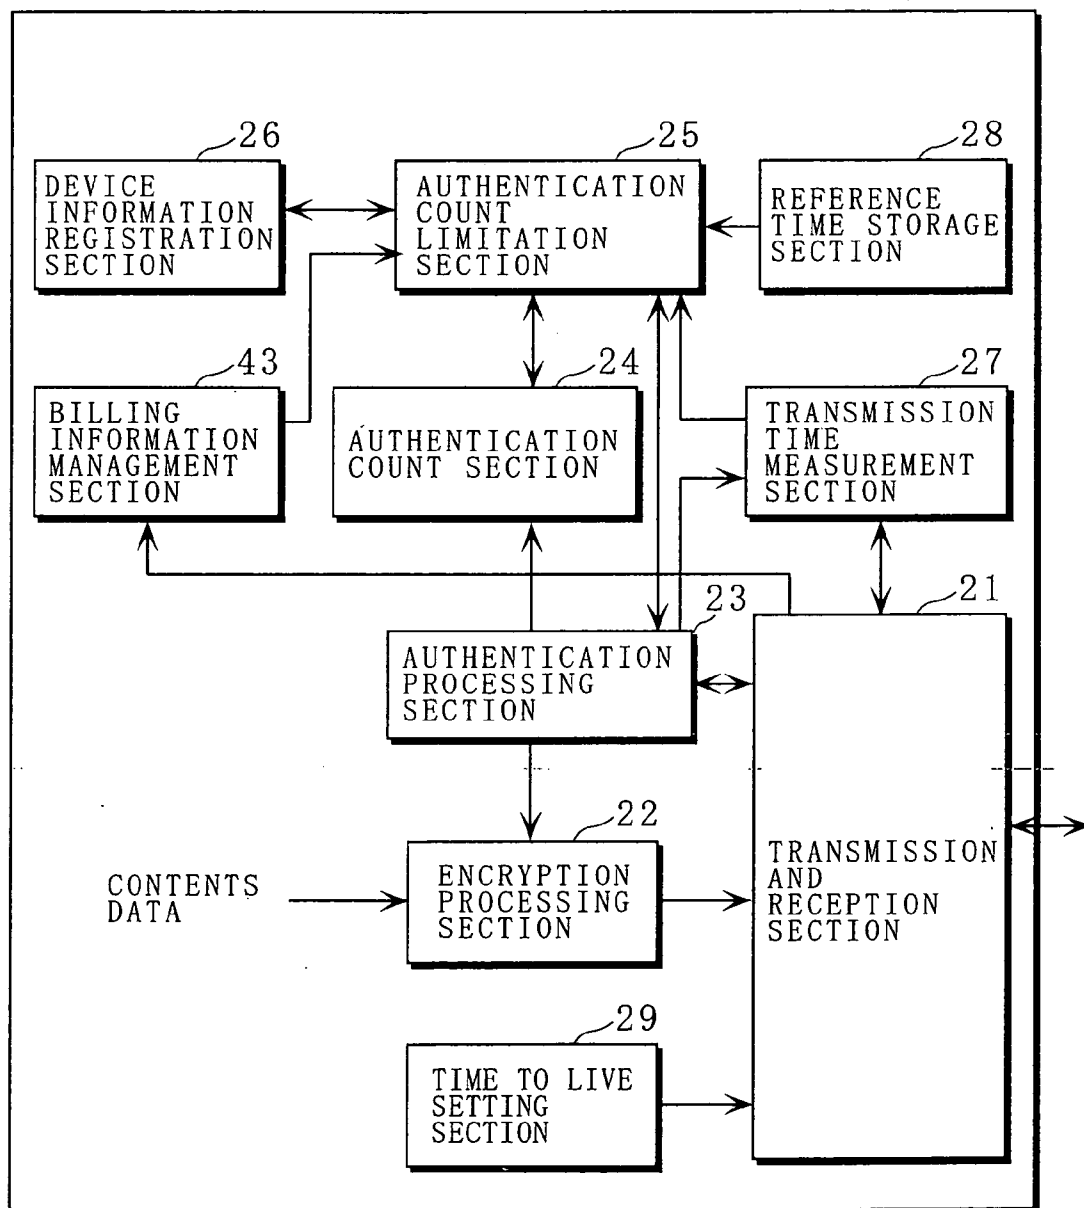 26
DEVICE
INFORMATION
REGISTRATION
SECTION
25
AUTHENTICATION
COUNT
LIMITATION
SECTION
28
REFERENCE
TIME STORAGE
SECTION
43
BILLING
INFORMATION
MANAGEMENT
SECTION
24
AUTHENTICATION
COUNT SECTION
27
TRANSMISSION
TIME
MEASUREMENT
SECTION
23
AUTHENTICATION
PROCESSING
SECTION
21
TRANSMISSION
AND
RECEPTION
SECTION
22
ENCRYPTION
PROCESSING
SECTION
CONTENTS
DATA
29
TIME TO LIVE
SETTING
SECTION